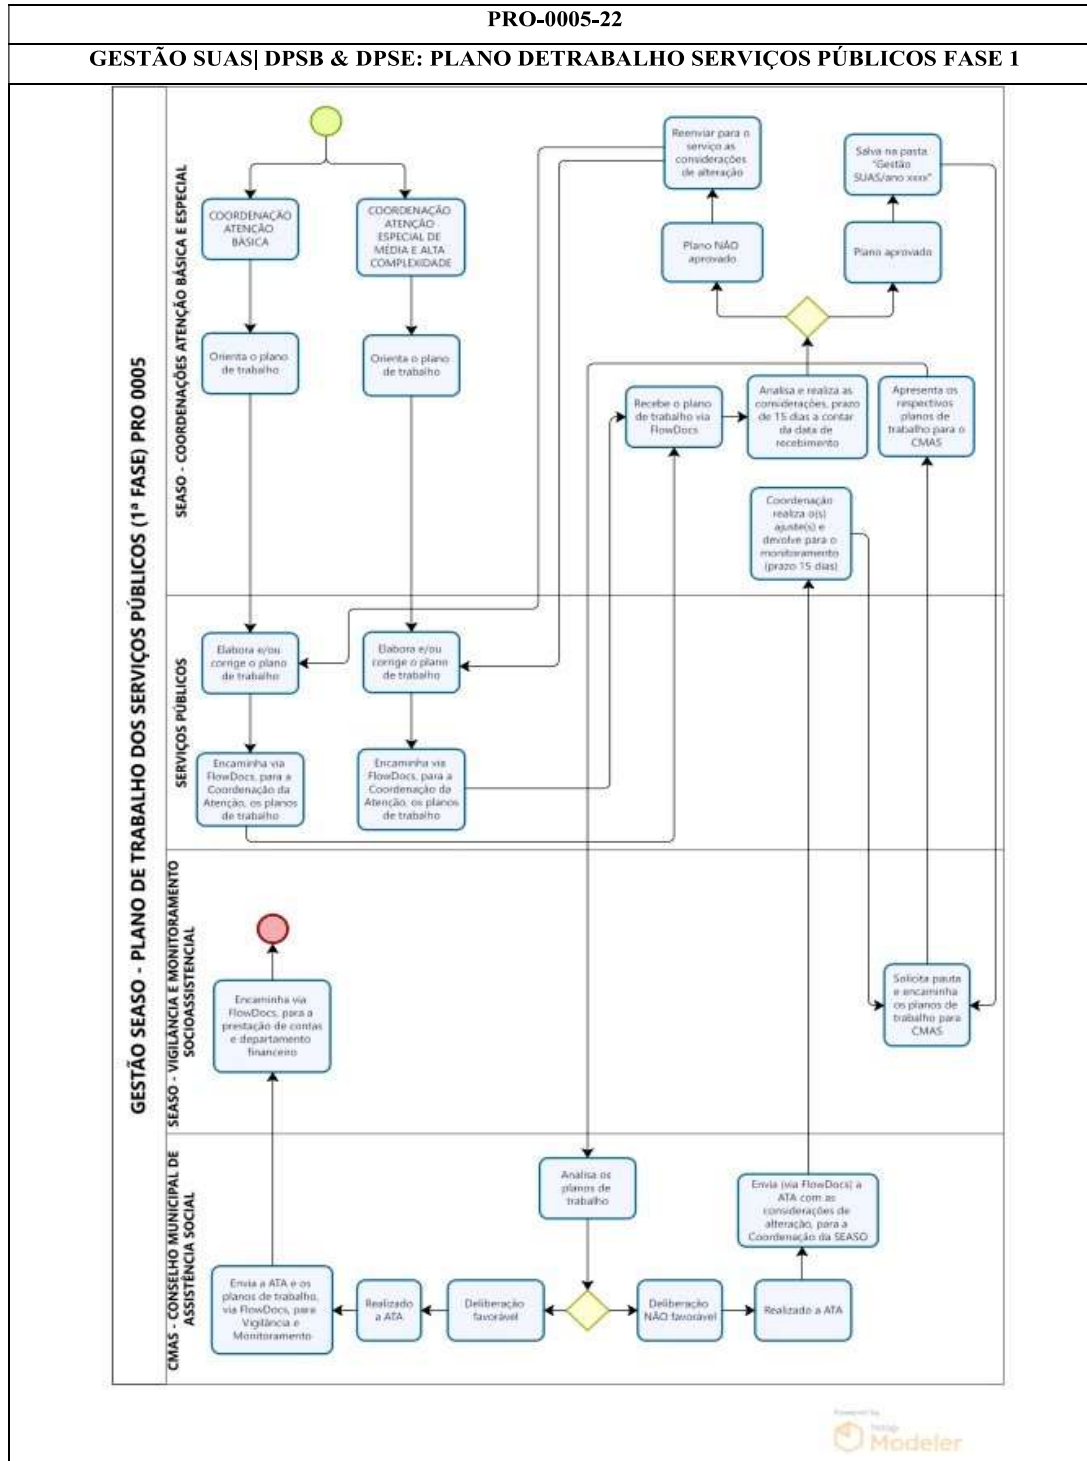 PRO-0005-22
GESTÃO SUAS| DPSB & DPSE: PLANO DETRABALHO SERVIÇOS PÚBLICOS FASE 1
GESTÃO SEASO - PLANO DE TRABALHO DOS SERVIÇOS PÚBLICOS (1ª FASE) PRO 0005
SEASO - COORDENAÇÕES ATENÇÃO BÁSICA E ESPECIAL
COORDENAÇÃO
ATENÇÃO
BÁSICA
COORDENAÇÃO
ATENÇÃO
ESPECIAL DE
MÉDIA E ALTA
COMPLEXIDADE
Orienta o plano
de trabalho
Orienta o plano
de trabalho
Reenviar para o
serviço as
considerações
de alteração
Salva na pasta
"Gestão
SUAS/ano xxxx"
Plano NÃO
aprovado
Plano aprovado
Recebe o plano
de trabalho via
FlowDocs
Analisa e realiza as
considerações, prazo
de 15 dias a contar
da data de
recebimento
Apresenta os
respectivos
planos de
trabalho para o
CMAS
Coordenação
realiza o(s)
ajuste(s) e
devolve para o
monitoramento
(prazo 15 dias)
SERVIÇOS PÚBLICOS
Elabora e/ou
corrige o plano
de trabalho
Elabora e/ou
corrige o plano
de trabalho
Encaminha via
FlowDocs, para a
Coordenação da
Atenção, os planos
de trabalho
Encaminha via
FlowDocs, para a
Coordenação da
Atenção, os planos
de trabalho
SEASO - VIGILÂNCIA E MONITORAMENTO
SOCIOASSISTENCIAL
Encaminha via
FlowDocs, para a
prestação de contas
e departamento
financeiro
Solicita pauta
e encaminha
os planos de
trabalho para
CMAS
CMAS - CONSELHO MUNICIPAL DE
ASSISTÊNCIA SOCIAL
Analisa os
planos de
trabalho
Envia (via FlowDocs) a
ATA com as
considerações de
alteração, para a
Coordenação da SEASO
Envia a ATA e os
planos de trabalho,
via FlowDocs, para
Vigilância e
Monitoramento
Realizado
a ATA
Deliberação
favorável
Deliberação
NÃO favorável
Realizado a ATA
Powered by
Modeler